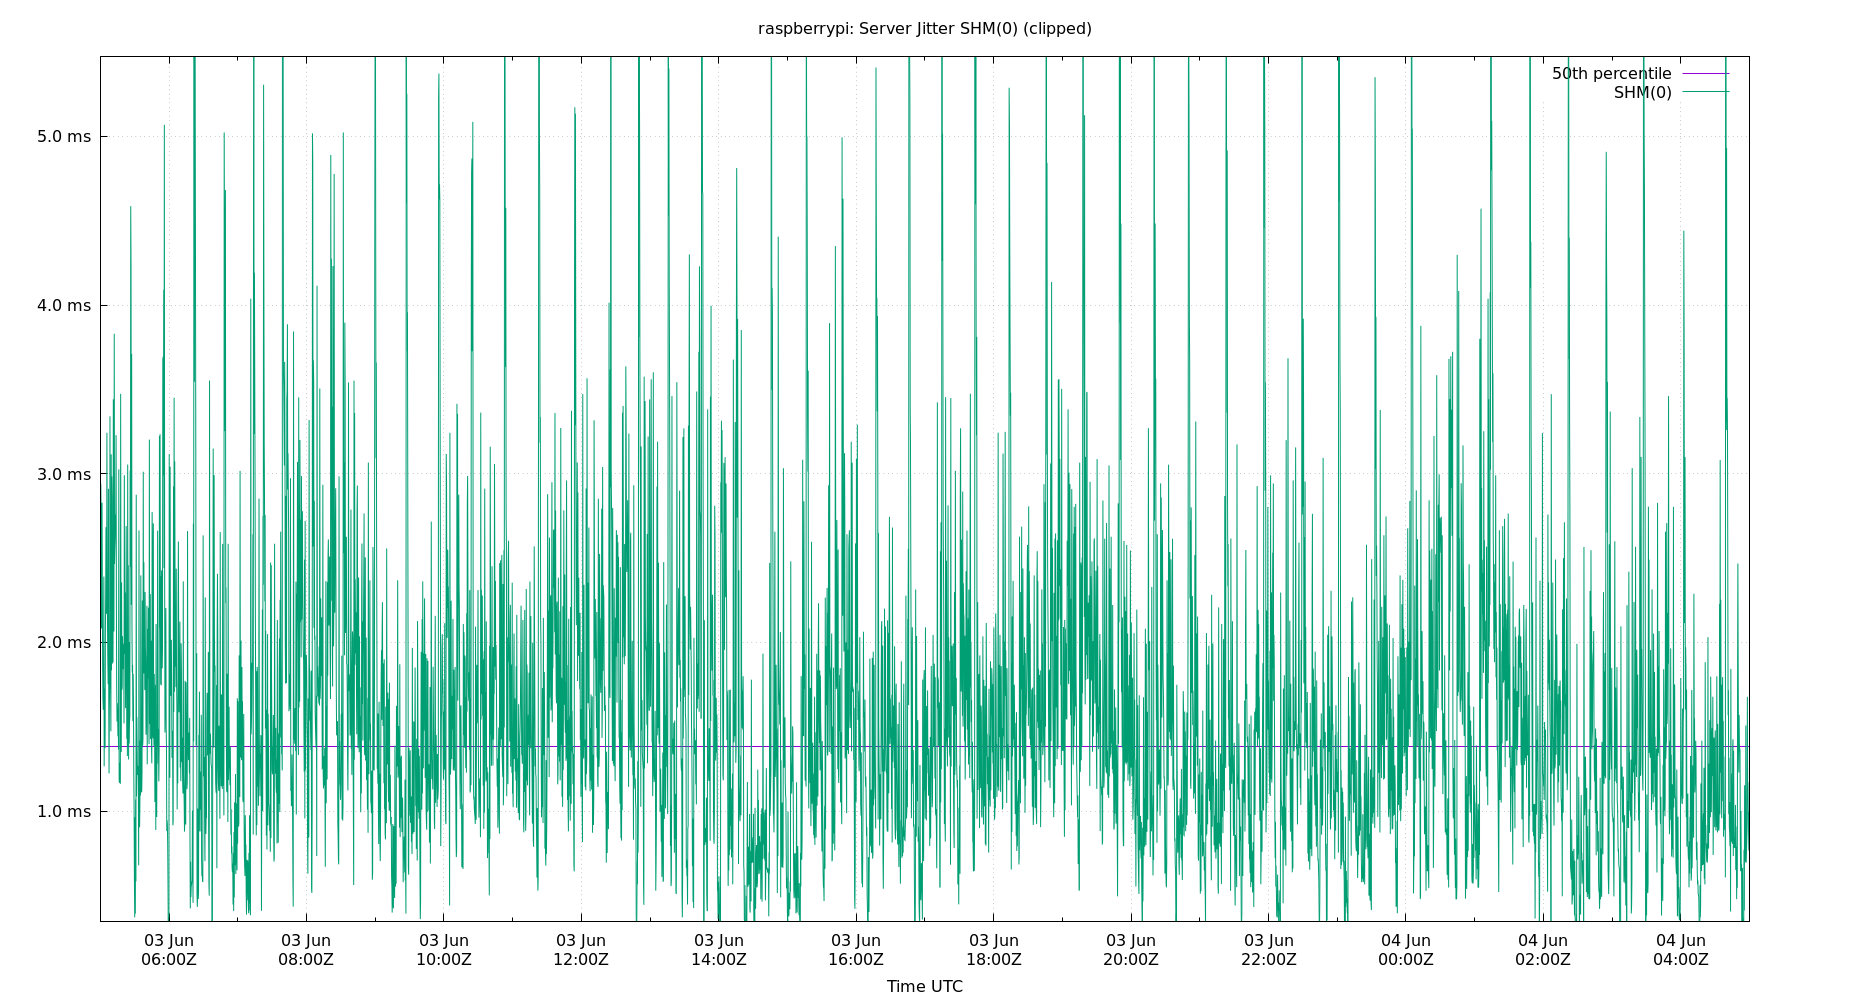 raspberrypi: Server Jitter SHM(0) (clipped)
50th percentile
SHM(0)
5.0 ms
4.0 ms
3.0 ms
2.0 ms
1.0 ms
03 Jun 03 Jun 03 Jun 03 Jun 03 Jun 03 Jun 03 Jun 03 Jun 03 Jun 04 Jun 04 Jun 04 Jun
06:00Z 08:00Z 10:00Z 12:00Z 14:00Z 16:00Z 18:00Z 20:00Z 22:00Z 00:00Z 02:00Z 04:00Z
Time UTC